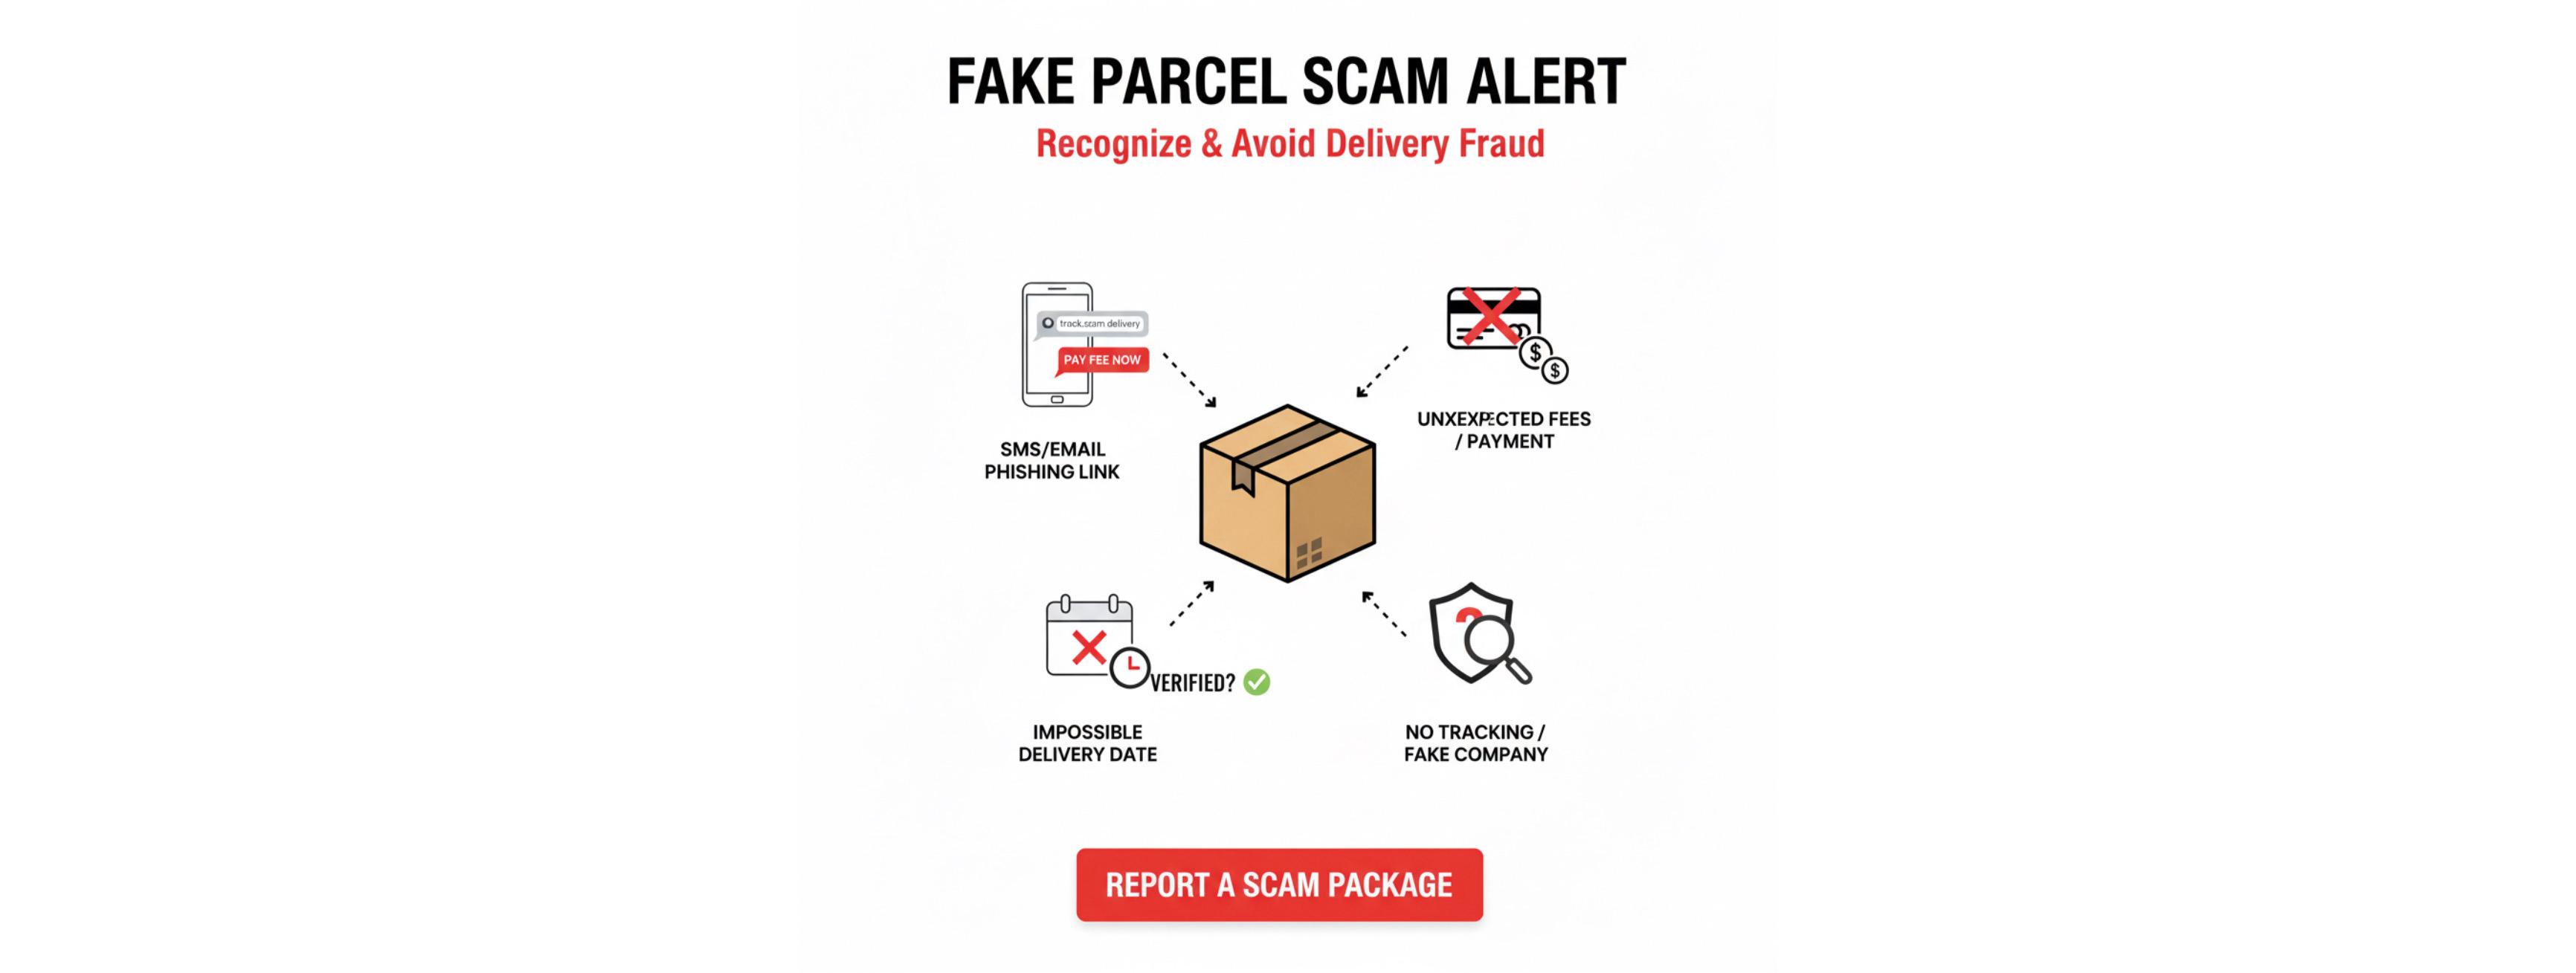 FAKE PARCEL SCAM ALERT
Recognize & Avoid Delivery Fraud
track.scam delivery
PAY FEE NOW
SMS/EMAIL
PHISHING LINK
$
$
UNXEXPECTED FEES
/ PAYMENT
VERIFIED?
IMPOSSIBLE
DELIVERY DATE
?
NO TRACKING /
FAKE COMPANY
REPORT A SCAM PACKAGE